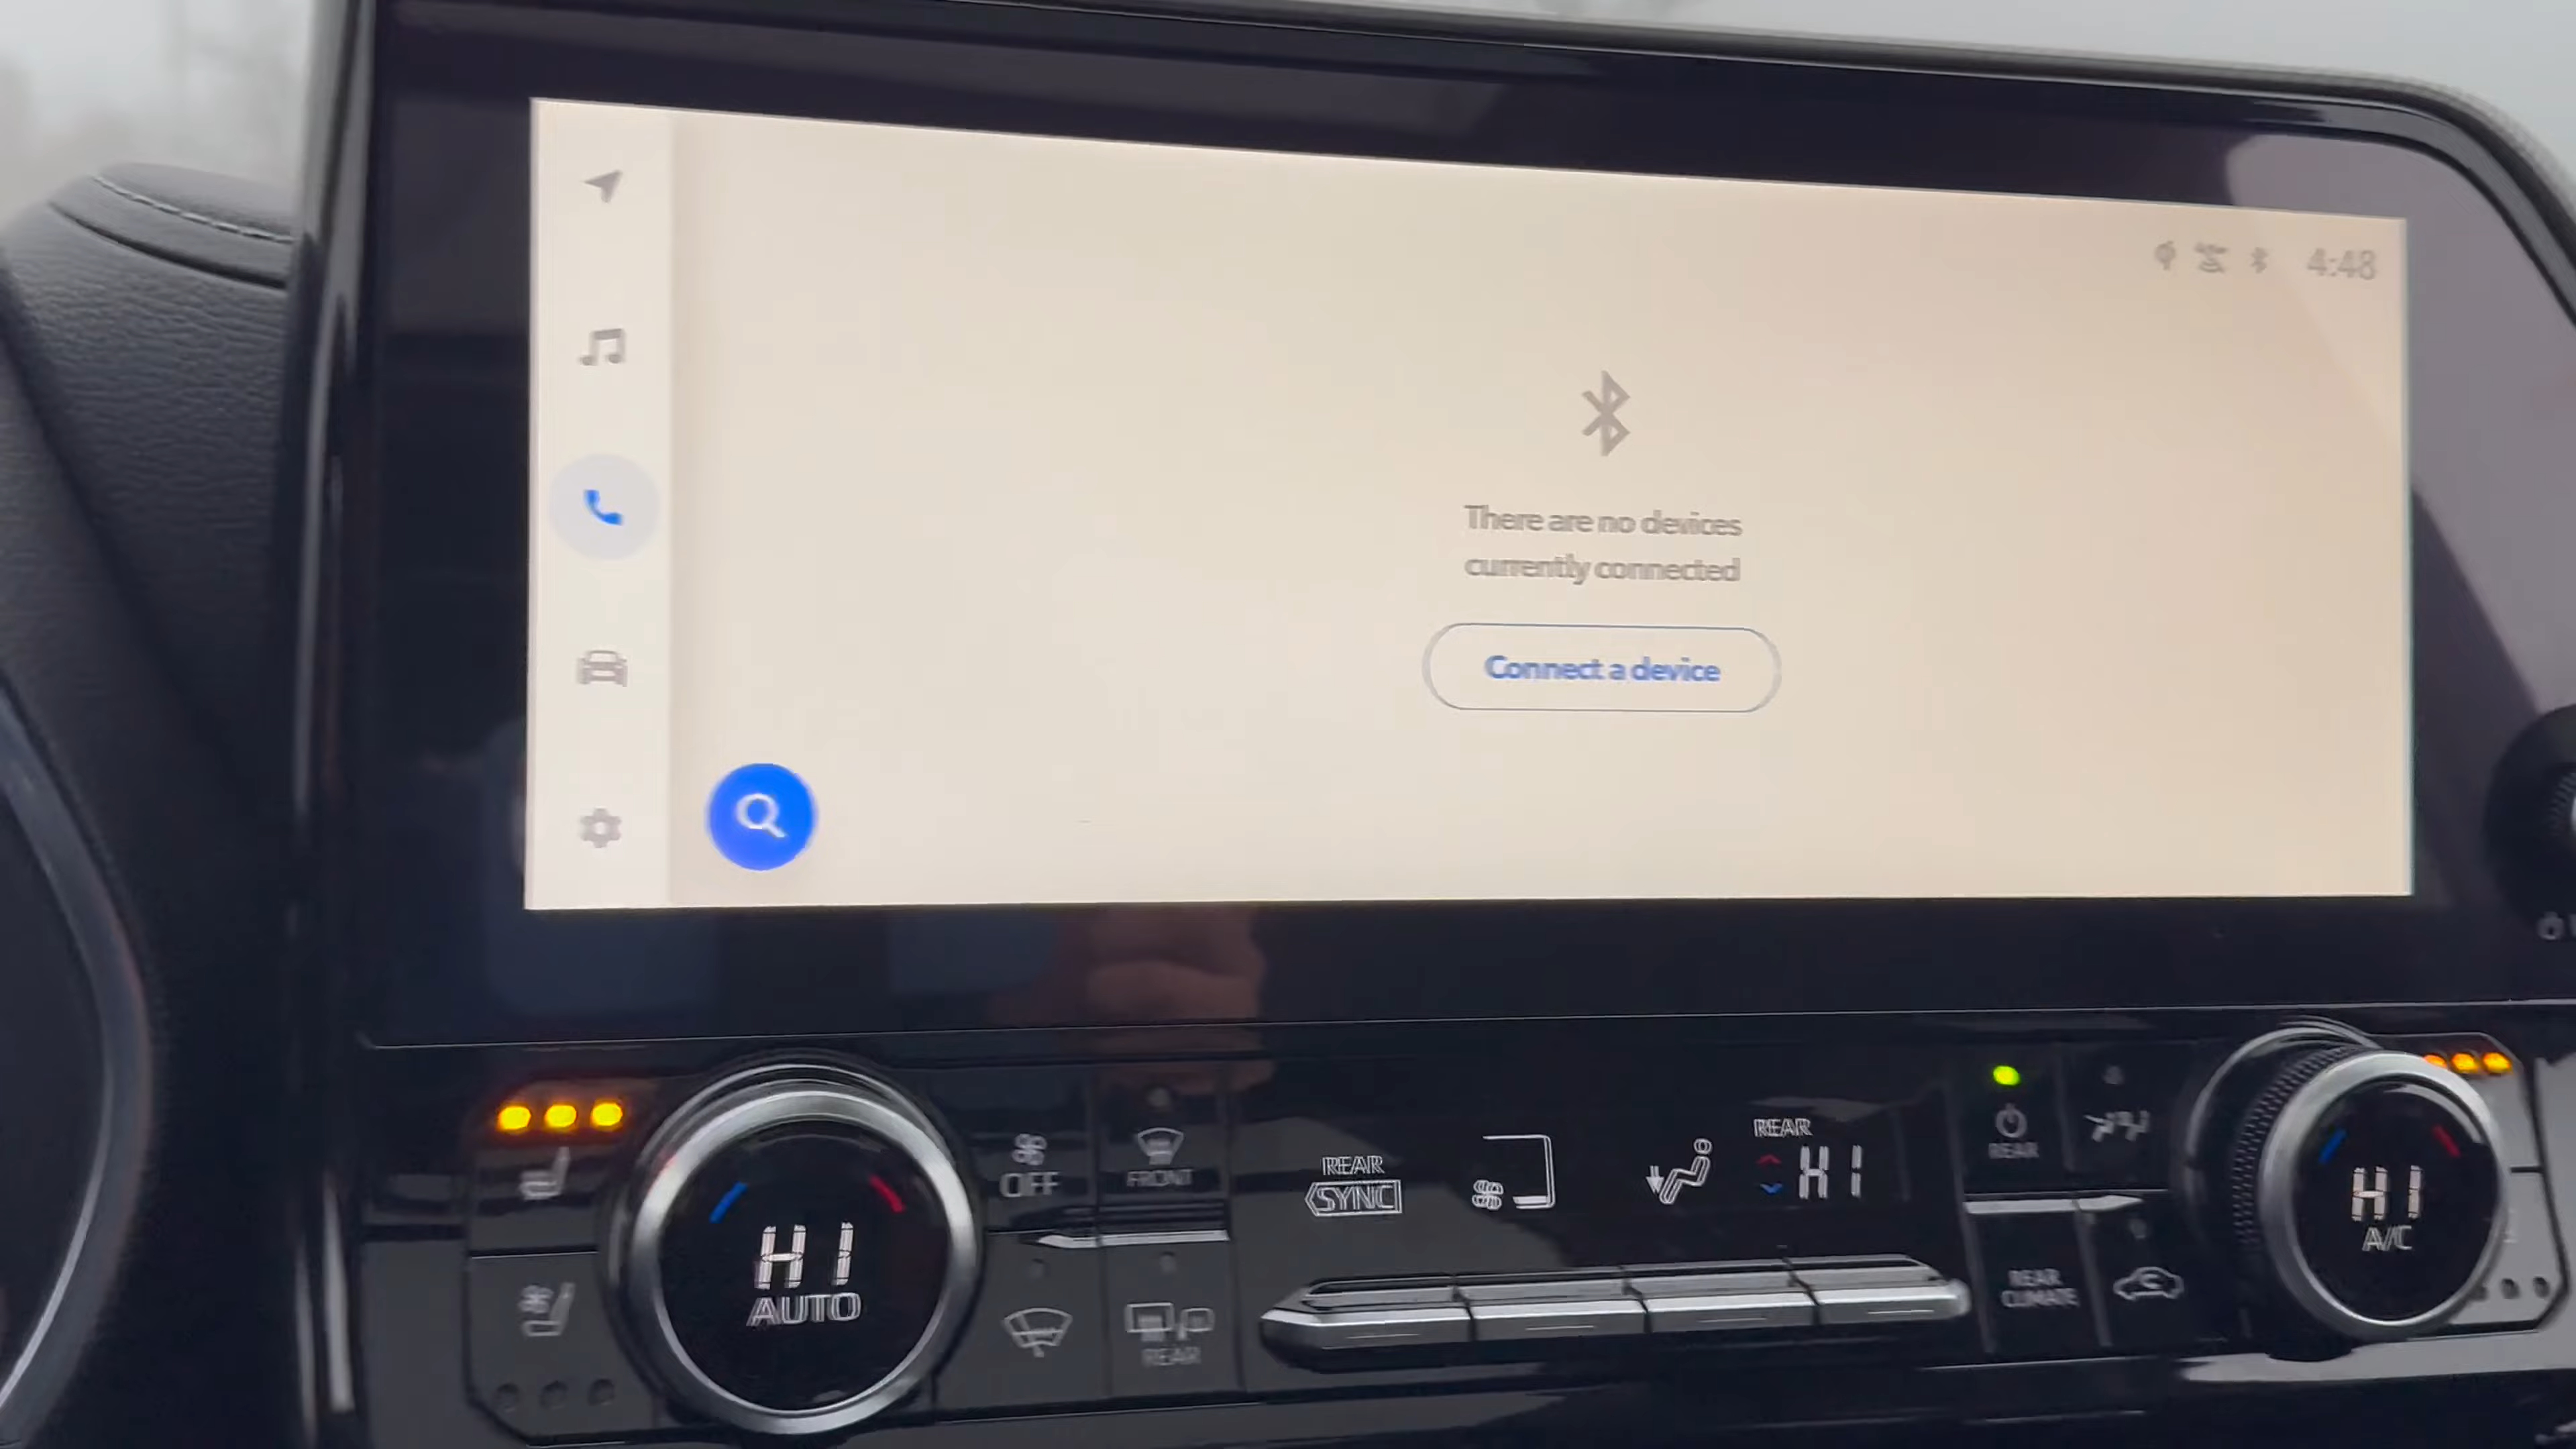 4:48
There are no devices
currently connected
Connect a device
HI
AUTO
OFF
FRONT
REAR
REAR
SYNC
REAR
HI
REAR
REAR
CLIMATE
HI
A/C